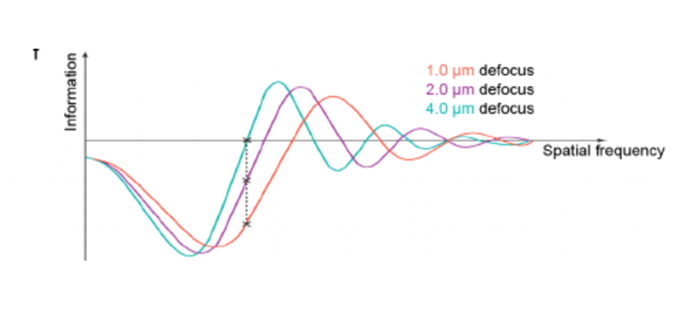 T
Information
1.0 µm defocus
2.0 µm defocus
4.0 µm defocus
Spatial frequency